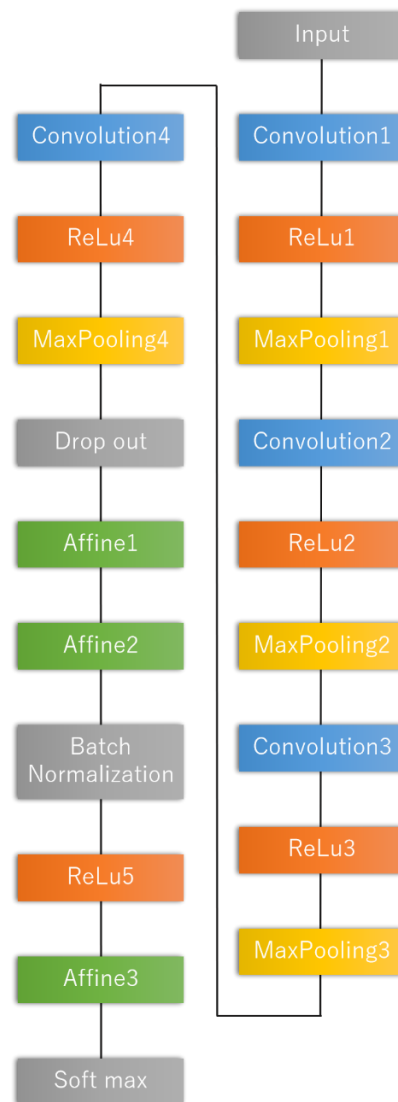 Input
Convolution1
ReLu1
MaxPooling1
Convolution2
ReLu2
MaxPooling2
Convolution3
ReLu3
MaxPooling3
Convolution4
ReLu4
MaxPooling4
Drop out
Affine1
Affine2
Batch
Normalization
ReLu5
Affine3
Soft max